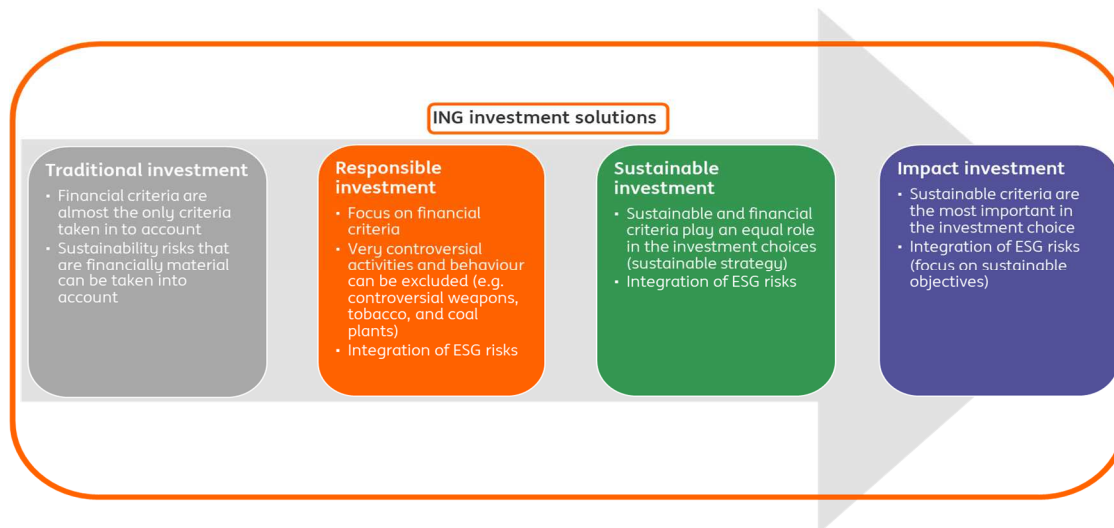 ING investment solutions
Traditional investment
• Financial criteria are
almost the only criteria
taken in to account
• Sustainability risks that
are financially material
can be taken into
account
Responsible
investment
• Focus on financial
criteria
• Very controversial
activities and behaviour
can be excluded (e.g.
controversial weapons,
tobacco, and coal
plants)
• Integration of ESG risks
Sustainable
investment
• Sustainable and financial
criteria play an equal role
in the investment choices
(sustainable strategy)
• Integration of ESG risks
Impact investment
• Sustainable criteria are
the most important in
the investment choice
• Integration of ESG risks
(focus on sustainable
objectives)